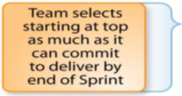 Team selects
starting at top
as much as it
can commit
to deliver by
end of Sprint